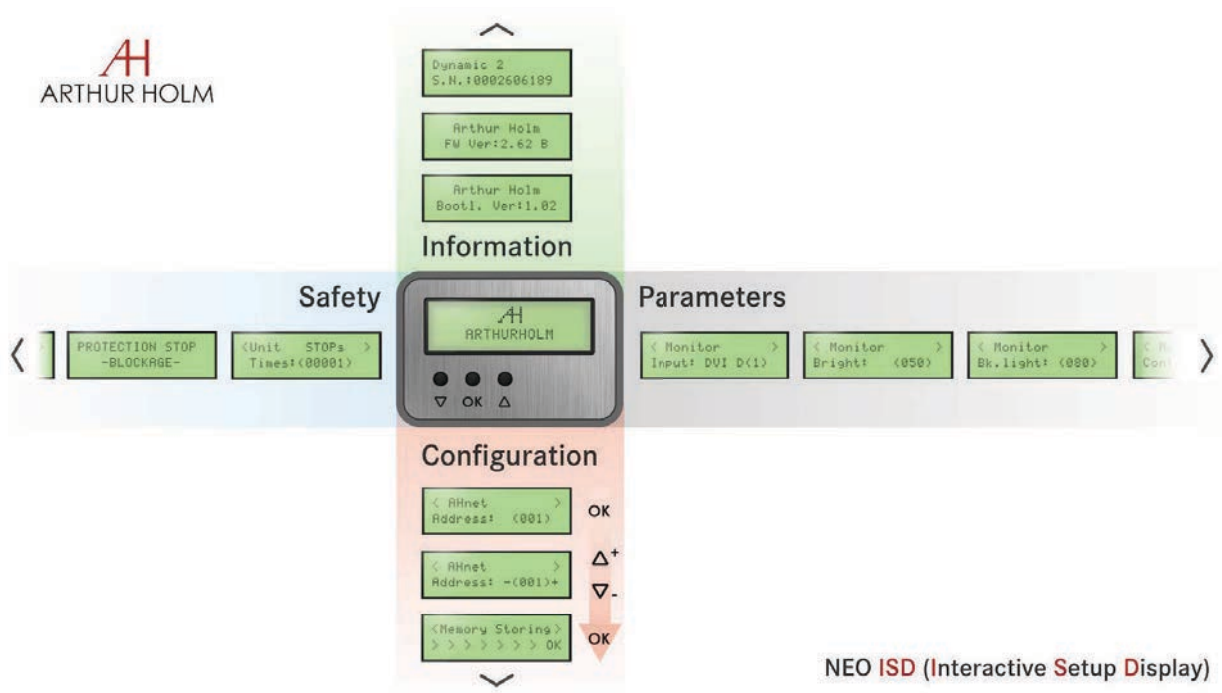 AH
ARTHUR HOLM
Dynamic 2
S.N.:0002606189
Arthur Holm
FW Ver:2.62 B
Arthur Holm
Bootl. Ver:1.02
Information
Safety
Parameters
PROTECTION STOP
-BLOCKAGE-
<Unit STOPs >
Times:(00001)
AH
ARTHURHOLM
OK
< Monitor >
Input: DVI D(1)
< Monitor >
Bright: (050)
< Monitor >
Bk.light: (080)
Configuration
< AHnet >
Address: (001)
OK
< AHnet >
Address: -(001)+
+
-
<Memory Storing>
> > > > > > > OK
OK
NEO ISD (Interactive Setup Display)